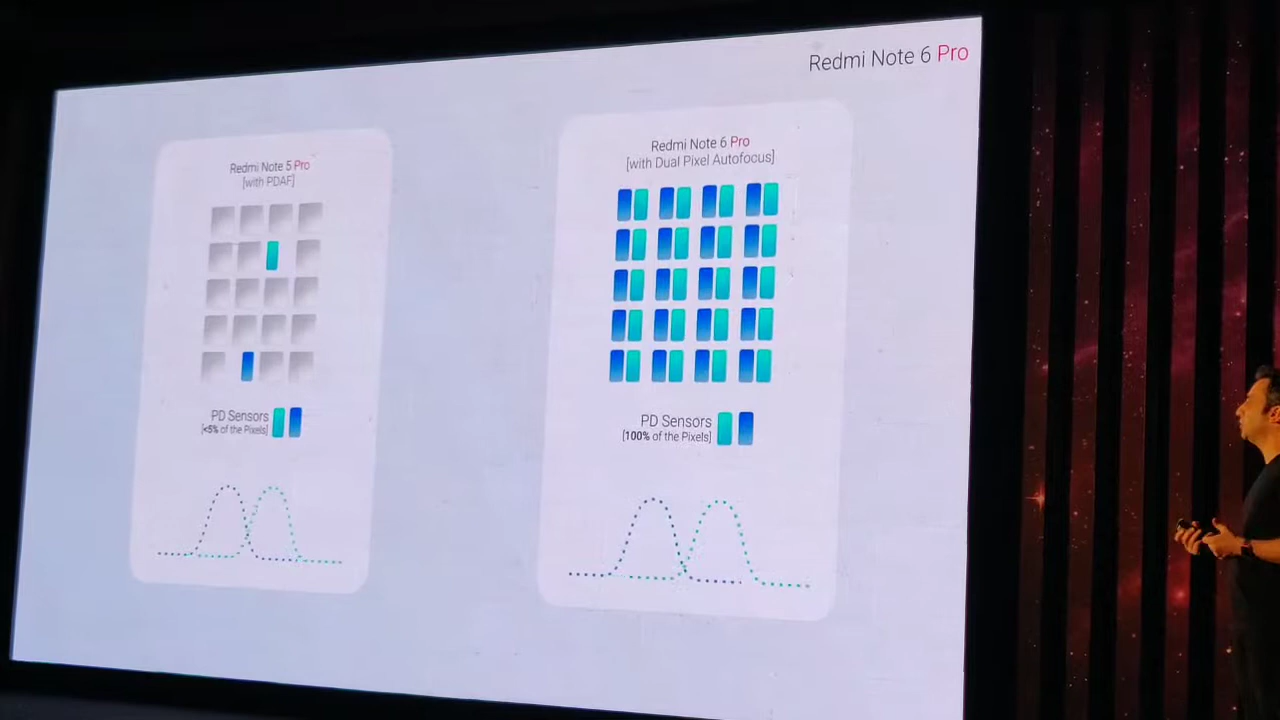 Redmi Note 6 Pro
Redmi Note 5 Pro
[with PDAF]
PD Sensors
[<5% of the Pixels]
Redmi Note 6 Pro
[with Dual Pixel Autofocus]
PD Sensors
[100% of the Pixels]